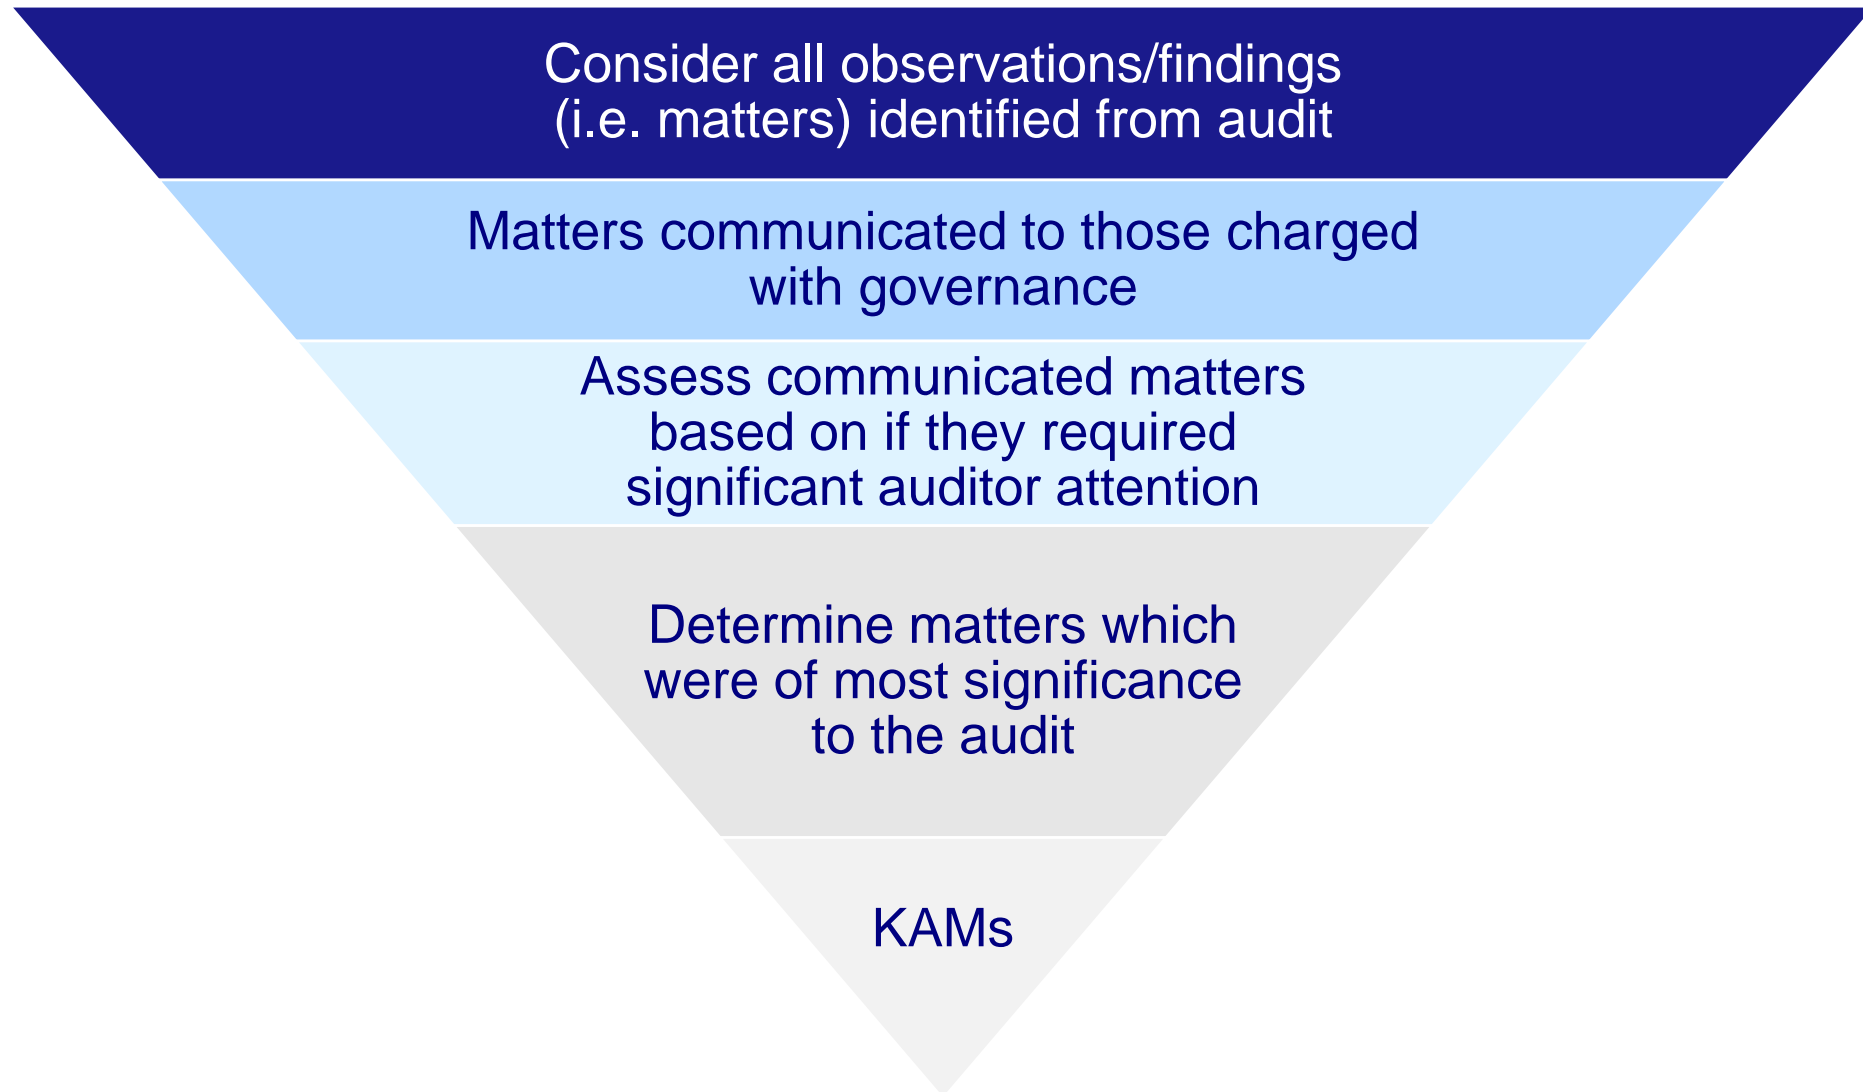 Consider all observations/findings
(i.e. matters) identified from audit
Matters communicated to those charged
with governance
Assess communicated matters
based on if they required
significant auditor attention
Determine matters which
were of most significance
to the audit
KAMs